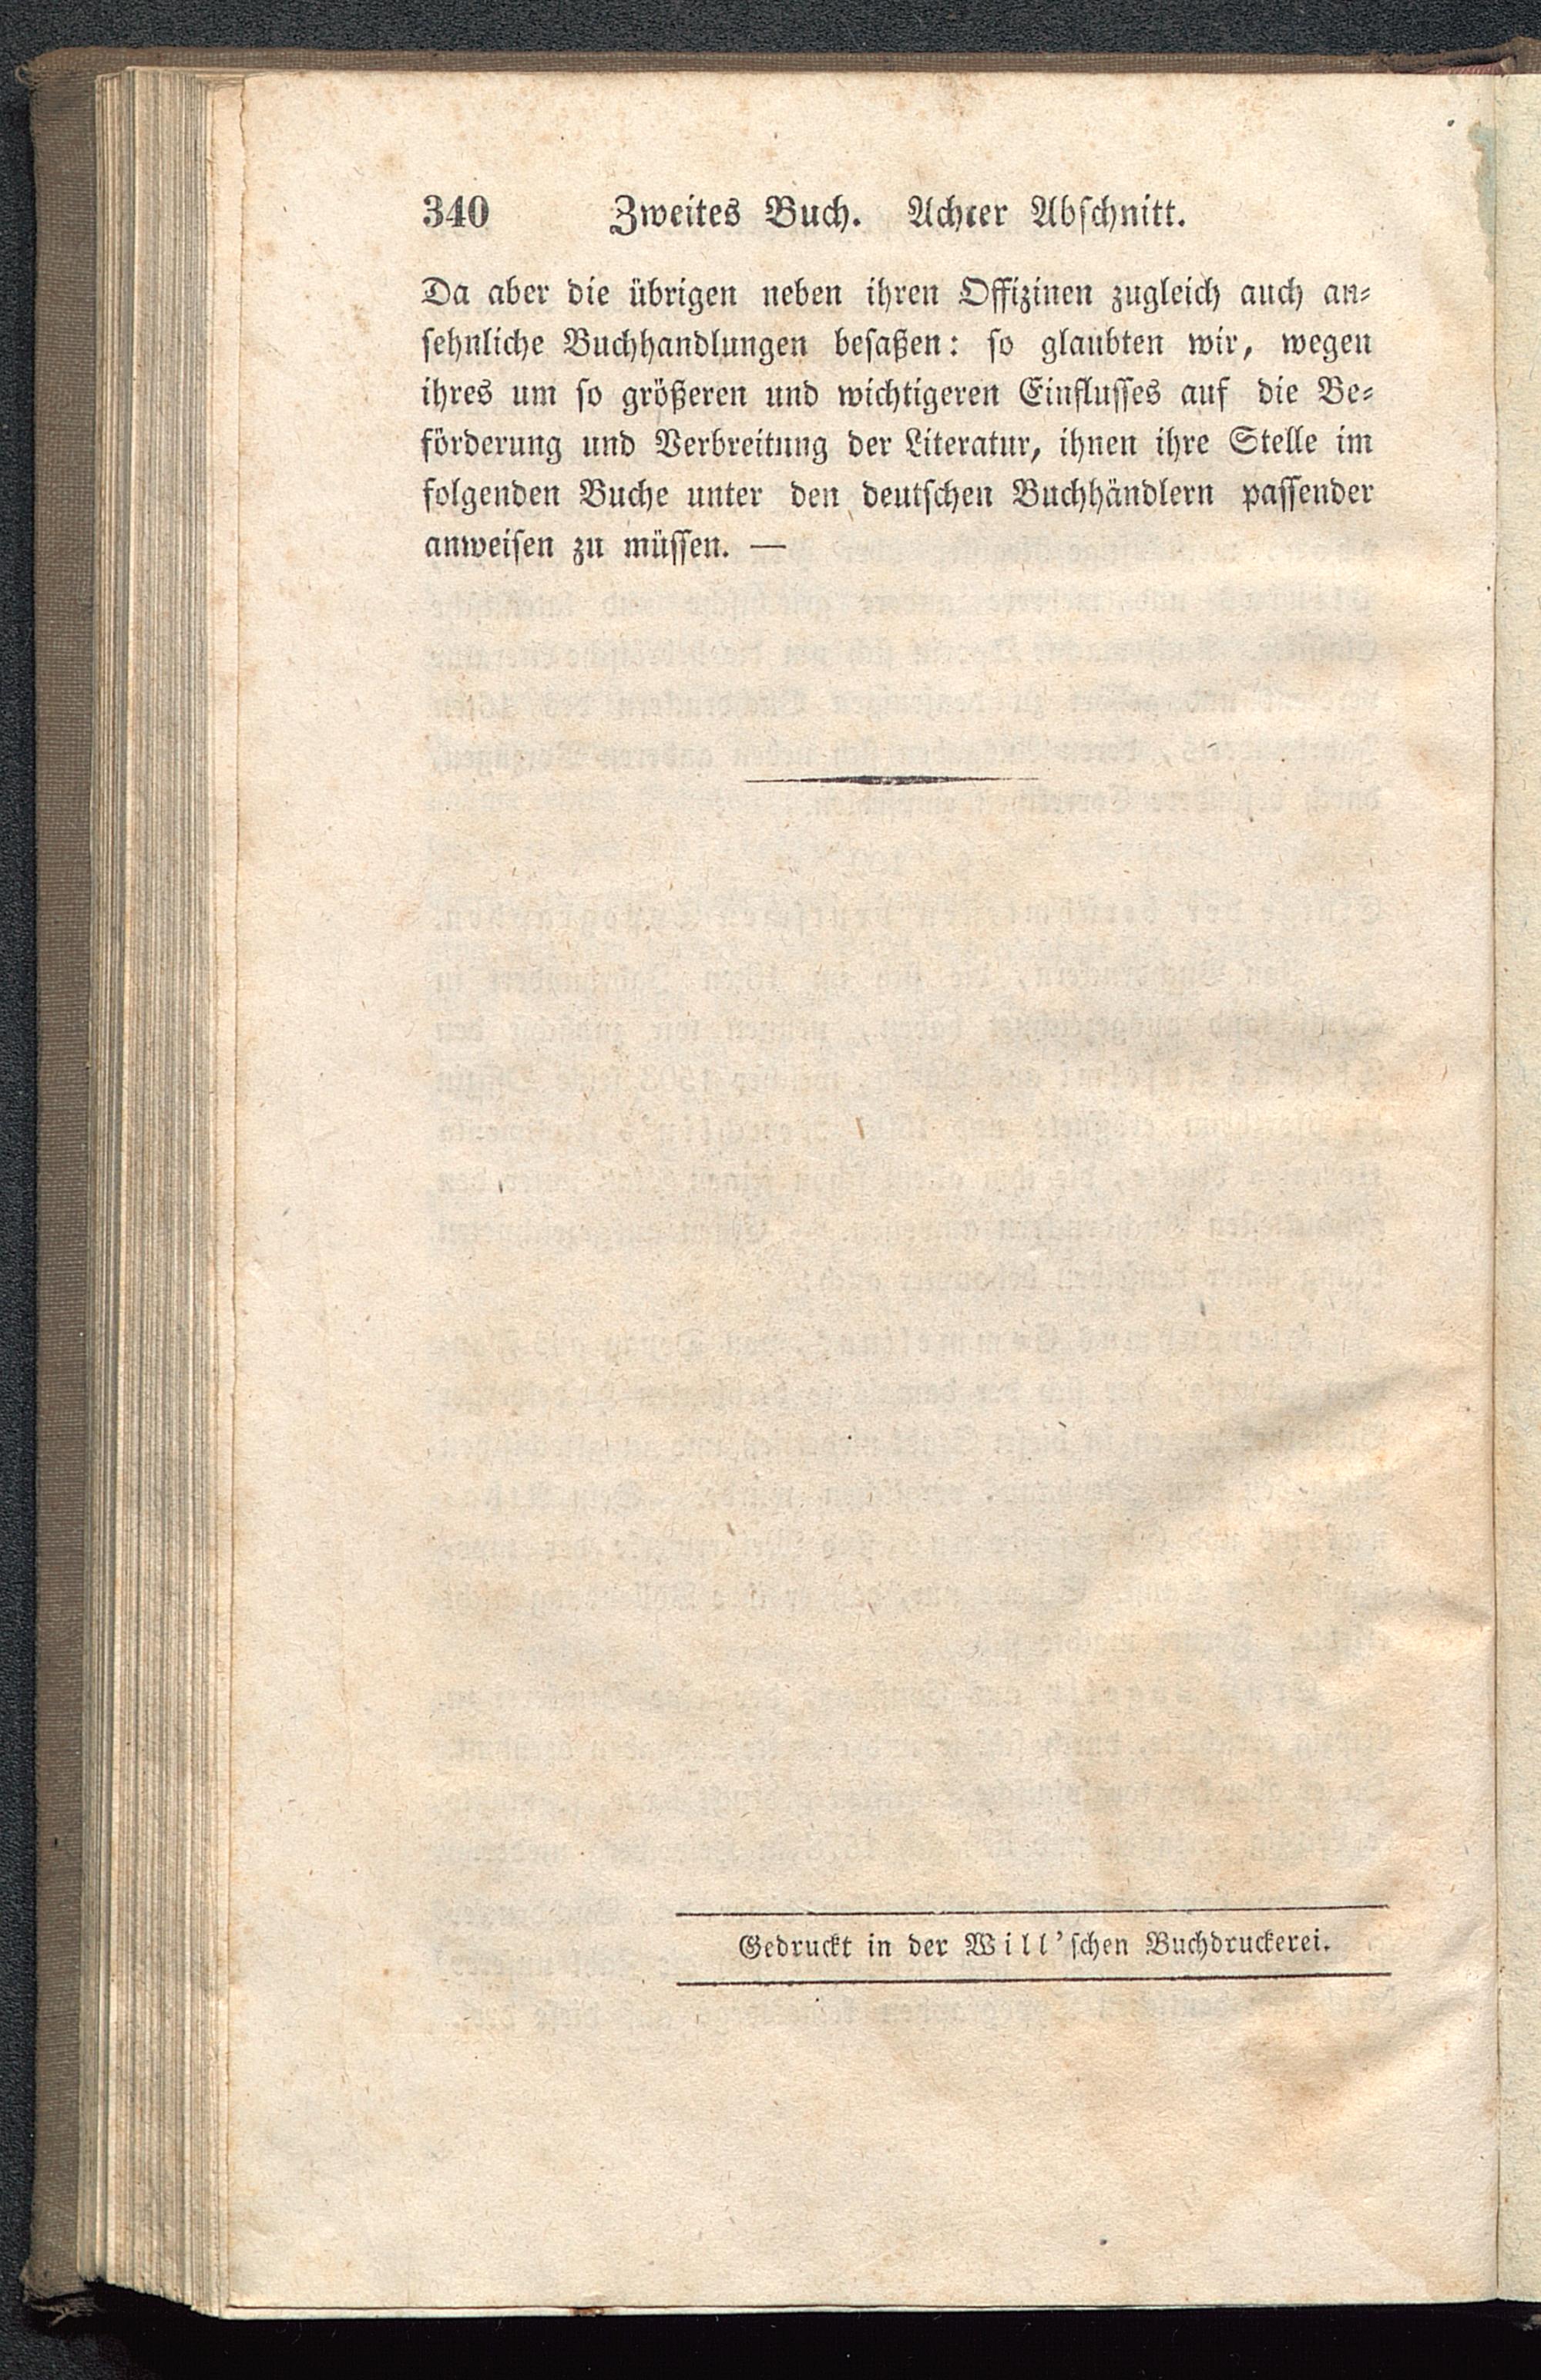 340 Zweites Buch. Achter Abschnitt.
Da aber die übrigen neben ihren Offizinen zugleich auch an-
sehnliche Buchhandlungen besaßen: so glaubten wir, wegen
ihres um so größeren und wichtigeren Einflusses auf die Be-
förderung und Verbreitung der Literatur, ihnen ihre Stelle im
folgenden Buche unter den deutschen Buchhändlern passender
anweisen zu müssen. —
Gedruckt in der Will'schen Buchdruckerei.